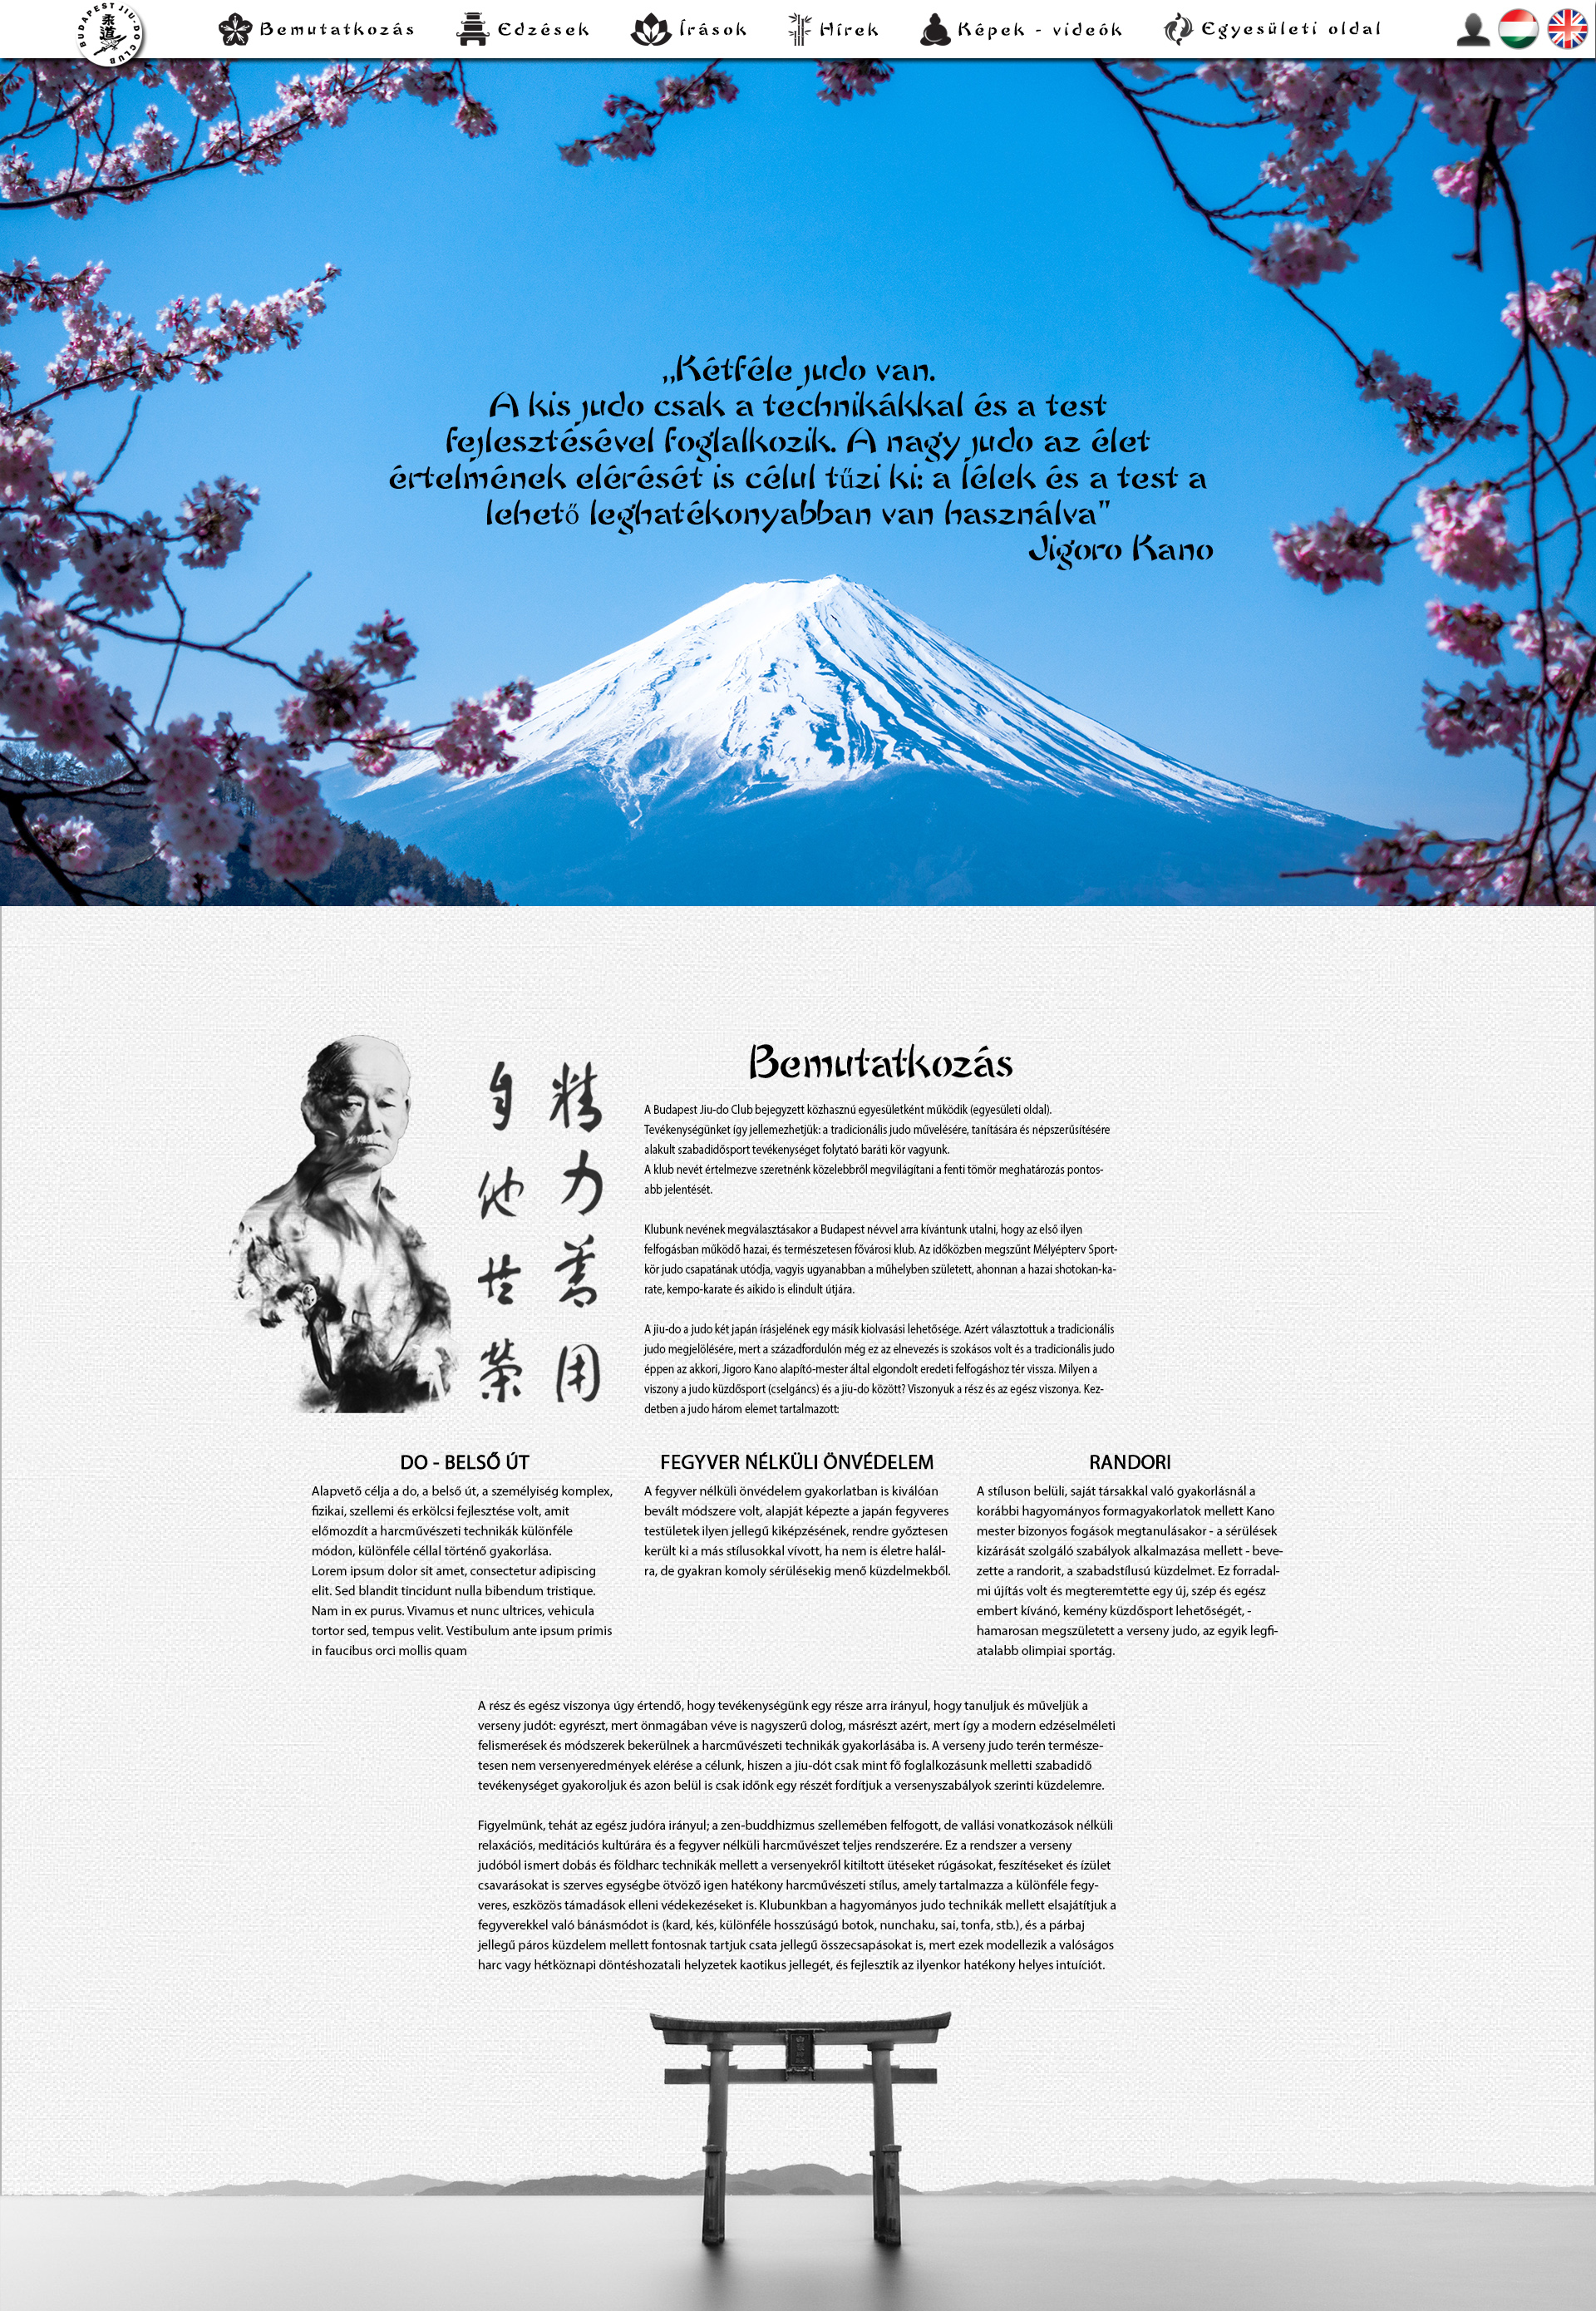 BUDAPEST JIU-DO CLUB
柔道
Bemutatkozás
Edzések
Írások
Hírek
Képek - videók
Egyesületi oldal
„Kétféle judo van.
A kis judo csak a technikákkal és a test
fejlesztésével foglalkozik. A nagy judo az élet
értelmének elérését is célul tűzi ki: a lélek és a test a
lehető leghatékonyabban van használva"
Jigoro Kano
精力善用
自他共榮
Bemutatkozás
A Budapest Jiu-do Club bejegyzett közhasznú egyesületként működik (egyesületi oldal).
Tevékenységünket így jellemezhetjük: a tradicionális judo művelésére, tanítására és népszerűsítésére
alakult szabadidősport tevékenységet folytató baráti kör vagyunk.
A klub nevét értelmezve szeretnénk közelebbről megvilágítani a fenti tömör meghatározás pontos-
abb jelentését.
Klubunk nevének megválasztásakor a Budapest névvel arra kívántunk utalni, hogy az első ilyen
felfogásban működő hazai, és természetesen fővárosi klub. Az időközben megszűnt Mélyépterv Sport-
kör judo csapatának utódja, vagyis ugyanabban a műhelyben született, ahonnan a hazai shotokan-ka-
rate, kempo-karate és aikido is elindult útjára.
A jiu-do a judo két japán írásjelének egy másik kiolvasási lehetősége. Azért választottuk a tradicionális
judo megjelölésére, mert a századfordulón még ez az elnevezés is szokásos volt és a tradicionális judo
éppen az akkori, Jigoro Kano alapító-mester által elgondolt eredeti felfogáshoz tér vissza. Milyen a
viszony a judo küzdősport (cselgáncs) és a jiu-do között? Viszonyuk a rész és az egész viszonya. Kez-
detben a judo három elemet tartalmazott:
DO - BELSŐ ÚT
Alapvető célja a do, a belső út, a személyiség komplex,
fizikai, szellemi és erkölcsi fejlesztése volt, amit
előmozdít a harcművészeti technikák különféle
módon, különféle céllal történő gyakorlása.
Lorem ipsum dolor sit amet, consectetur adipiscing
elit. Sed blandit tincidunt nulla bibendum tristique.
Nam in ex purus. Vivamus et nunc ultrices, vehicula
tortor sed, tempus velit. Vestibulum ante ipsum primis
in faucibus orci mollis quam
FEGYVER NÉLKÜLI ÖNVÉDELEM
A fegyver nélküli önvédelem gyakorlatban is kiválóan
bevált módszere volt, alapját képezte a japán fegyveres
testületek ilyen jellegű kiképzésének, rendre győztesen
került ki a más stílusokkal vívott, ha nem is életre halál-
ra, de gyakran komoly sérülésekig menő küzdelmekből.
RANDORI
A stíluson belüli, saját társakkal való gyakorlásnál a
korábbi hagyományos formagyakorlatok mellett Kano
mester bizonyos fogások megtanulásakor - a sérülések
kizárását szolgáló szabályok alkalmazása mellett - beve-
zette a randorit, a szabadstílusú küzdelmet. Ez forradal-
mi újítás volt és megteremtette egy új, szép és egész
embert kívánó, kemény küzdősport lehetőségét, -
hamarosan megszületett a verseny judo, az egyik legfi-
atalabb olimpiai sportág.
A rész és egész viszonya úgy értendő, hogy tevékenységünk egy része arra irányul, hogy tanuljuk és műveljük a
verseny judót: egyrészt, mert önmagában véve is nagyszerű dolog, másrészt azért, mert így a modern edzéselméleti
felismerések és módszerek bekerülnek a harcművészeti technikák gyakorlásába is. A verseny judo terén természe-
tesen nem versenyeredmények elérése a célunk, hiszen a jiu-dót csak mint fő foglalkozásunk melletti szabadidő
tevékenységet gyakoroljuk és azon belül is csak időnk egy részét fordítjuk a versenyszabályok szerinti küzdelemre.
Figyelmünk, tehát az egész judóra irányul; a zen-buddhizmus szellemében felfogott, de vallási vonatkozások nélküli
relaxációs, meditációs kultúrára és a fegyver nélküli harcművészet teljes rendszerére. Ez a rendszer a verseny
judóból ismert dobás és földharc technikák mellett a versenyekről kitiltott ütéseket rúgásokat, feszítéseket és ízület
csavarásokat is szerves egységbe ötvöző igen hatékony harcművészeti stílus, amely tartalmazza a különféle fegy-
veres, eszközös támadások elleni védekezéseket is. Klubunkban a hagyományos judo technikák mellett elsajátítjuk a
fegyverekkel való bánásmódot is (kard, kés, különféle hosszúságú botok, nunchaku, sai, tonfa, stb.), és a párbaj
jellegű páros küzdelem mellett fontosnak tartjuk csata jellegű összecsapásokat is, mert ezek modellezik a valóságos
harc vagy hétköznapi döntéshozatali helyzetek kaotikus jellegét, és fejlesztik az ilyenkor hatékony helyes intuíciót.